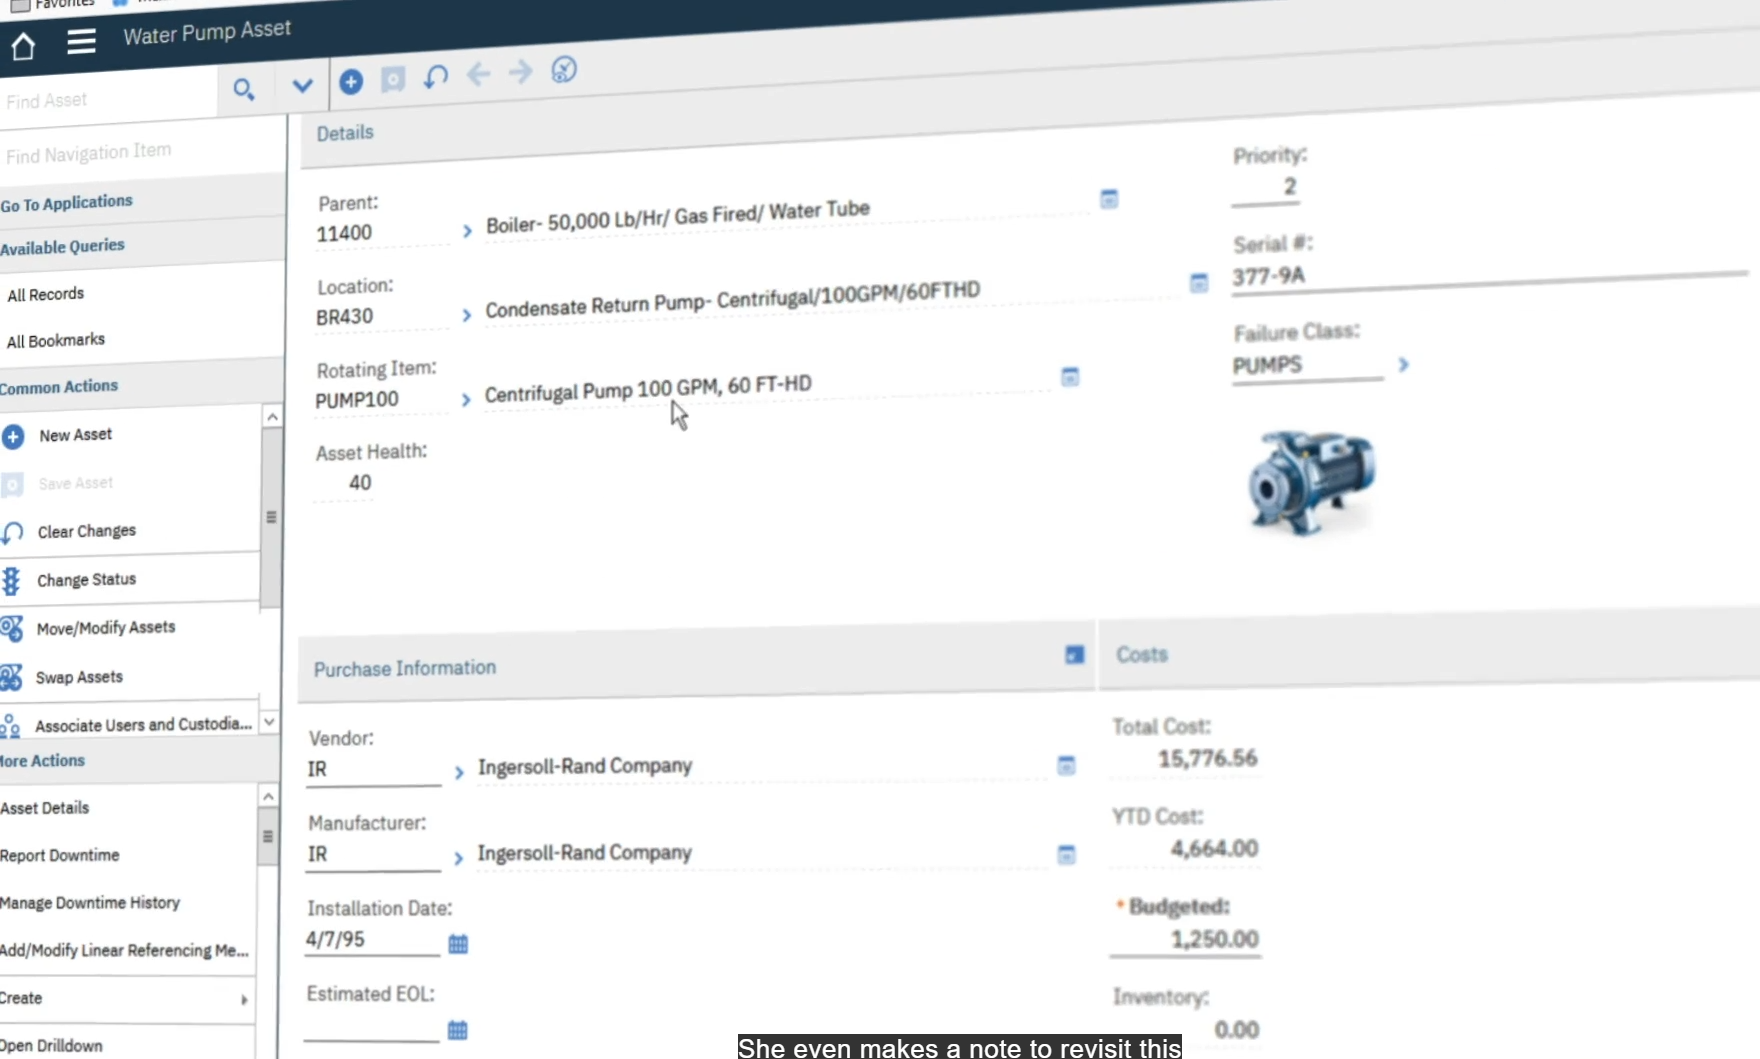 Favorites
Water Pump Asset
Find Asset
Find Navigation Item
Go To Applications
Available Queries
All Records
All Bookmarks
Common Actions
New Asset
Save Asset
Clear Changes
Change Status
Move/Modify Assets
Swap Assets
Associate Users and Custodia...
More Actions
Asset Details
Report Downtime
Manage Downtime History
Add/Modify Linear Referencing Me...
Create
Open Drilldown
Details
Parent:
11400 Boiler- 50,000 Lb/Hr/ Gas Fired/ Water Tube
Location:
BR430 Condensate Return Pump- Centrifugal/100GPM/60FTHD
Rotating Item:
PUMP100 Centrifugal Pump 100 GPM, 60 FT-HD
Asset Health:
40
Priority:
2
Serial #:
377-9A
Failure Class:
PUMPS
Purchase Information
Vendor:
IR Ingersoll-Rand Company
Manufacturer:
IR Ingersoll-Rand Company
Installation Date:
4/7/95
Estimated EOL:
Costs
Total Cost:
15,776.56
YTD Cost:
4,664.00
* Budgeted:
1,250.00
Inventory:
0.00
She even makes a note to revisit this